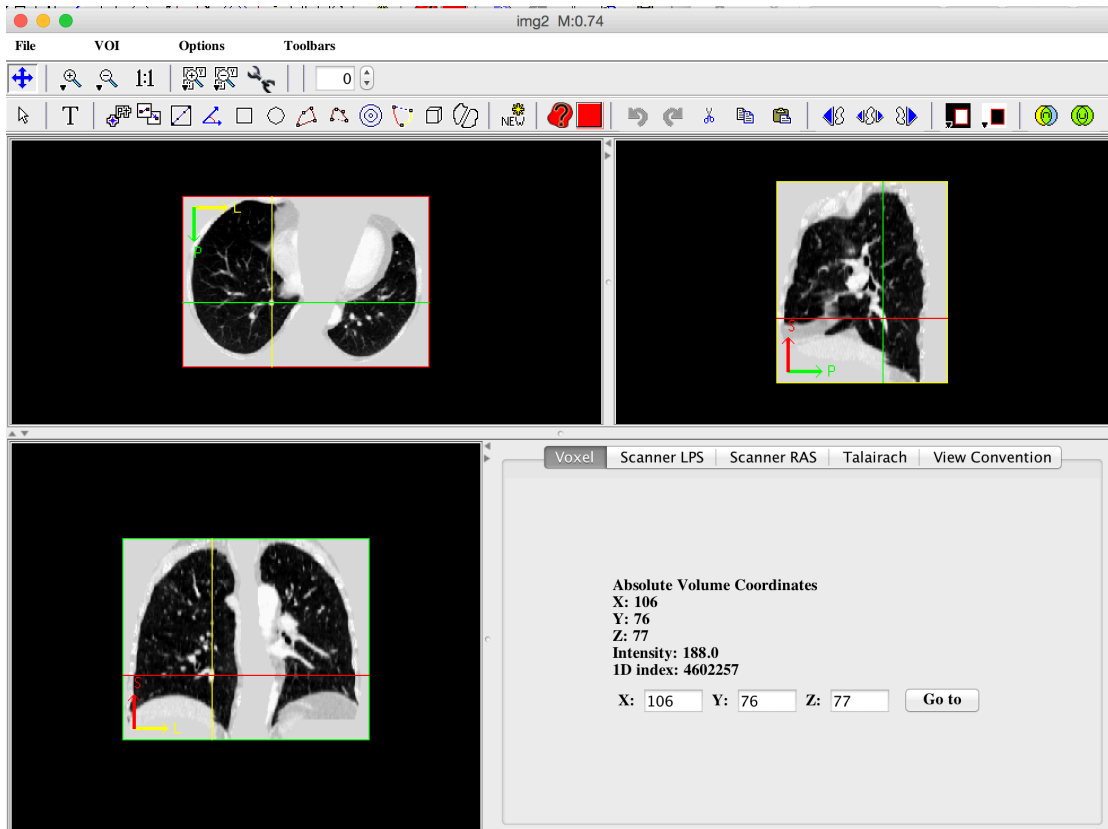 img2 M:0.74
File VOI Options Toolbars
1:1 0
T NEW
L
P
S
P
S
L
Voxel Scanner LPS Scanner RAS Talairach View Convention
Absolute Volume Coordinates
X: 106
Y: 76
Z: 77
Intensity: 188.0
1D index: 4602257
X: 106 Y: 76 Z: 77 Go to